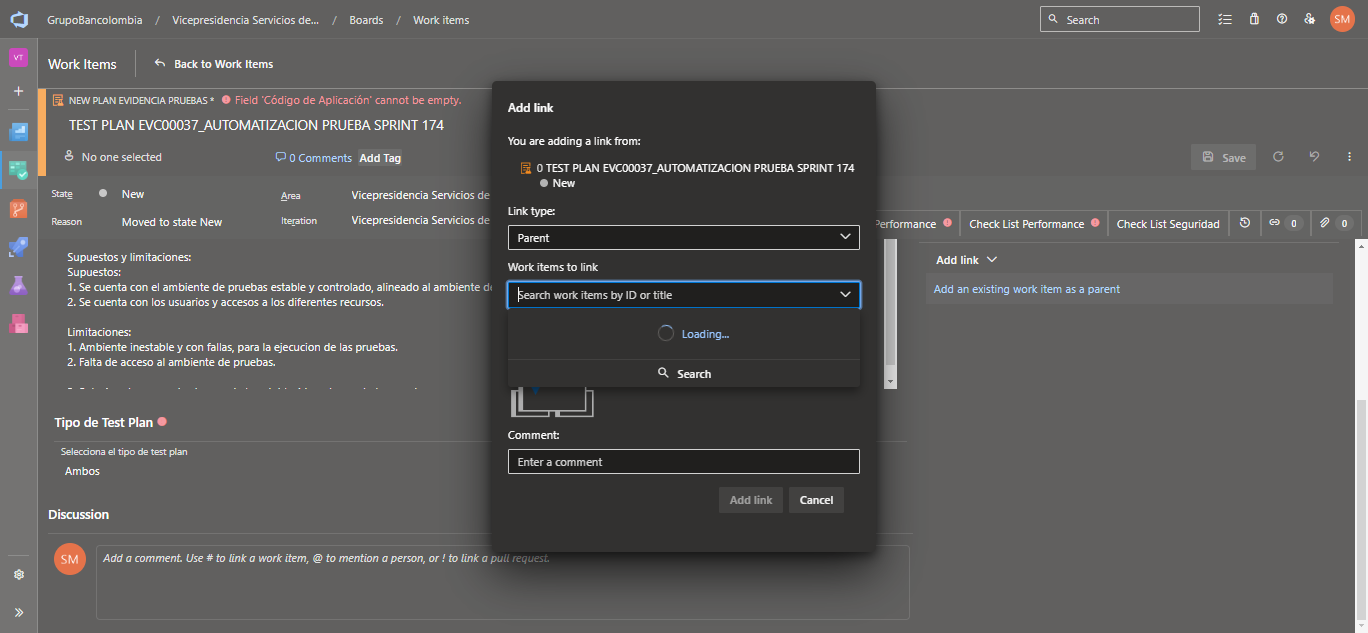 GrupoBancolombia / Vicepresidencia Servicios de... / Boards / Work items
Search
SM
VT
Work Items
Back to Work Items
NEW PLAN EVIDENCIA PRUEBAS * Field 'Código de Aplicación' cannot be empty.
TEST PLAN EVC00037_AUTOMATIZACION PRUEBA SPRINT 174
No one selected
0 Comments
Add Tag
Save
State
New
Area
Vicepresidencia Servicios de
Reason
Moved to state New
Iteration
Vicepresidencia Servicios de
Performance
Check List Performance
Check List Seguridad
0
0
Supuestos y limitaciones:
Supuestos:
1. Se cuenta con el ambiente de pruebas estable y controlado, alineado al ambiente de
2. Se cuenta con los usuarios y accesos a los diferentes recursos.
Limitaciones:
1. Ambiente inestable y con fallas, para la ejecucion de las pruebas.
2. Falta de acceso al ambiente de pruebas.
Tipo de Test Plan
Selecciona el tipo de test plan
Ambos
Discussion
SM
Add a comment. Use # to link a work item, @ to mention a person, or ! to link a pull request.
Add link
You are adding a link from:
0 TEST PLAN EVC00037_AUTOMATIZACION PRUEBA SPRINT 174
New
Link type:
Parent
Work items to link
Search work items by ID or title
Loading...
Search
Comment:
Enter a comment
Add link
Cancel
Add link
Add an existing work item as a parent